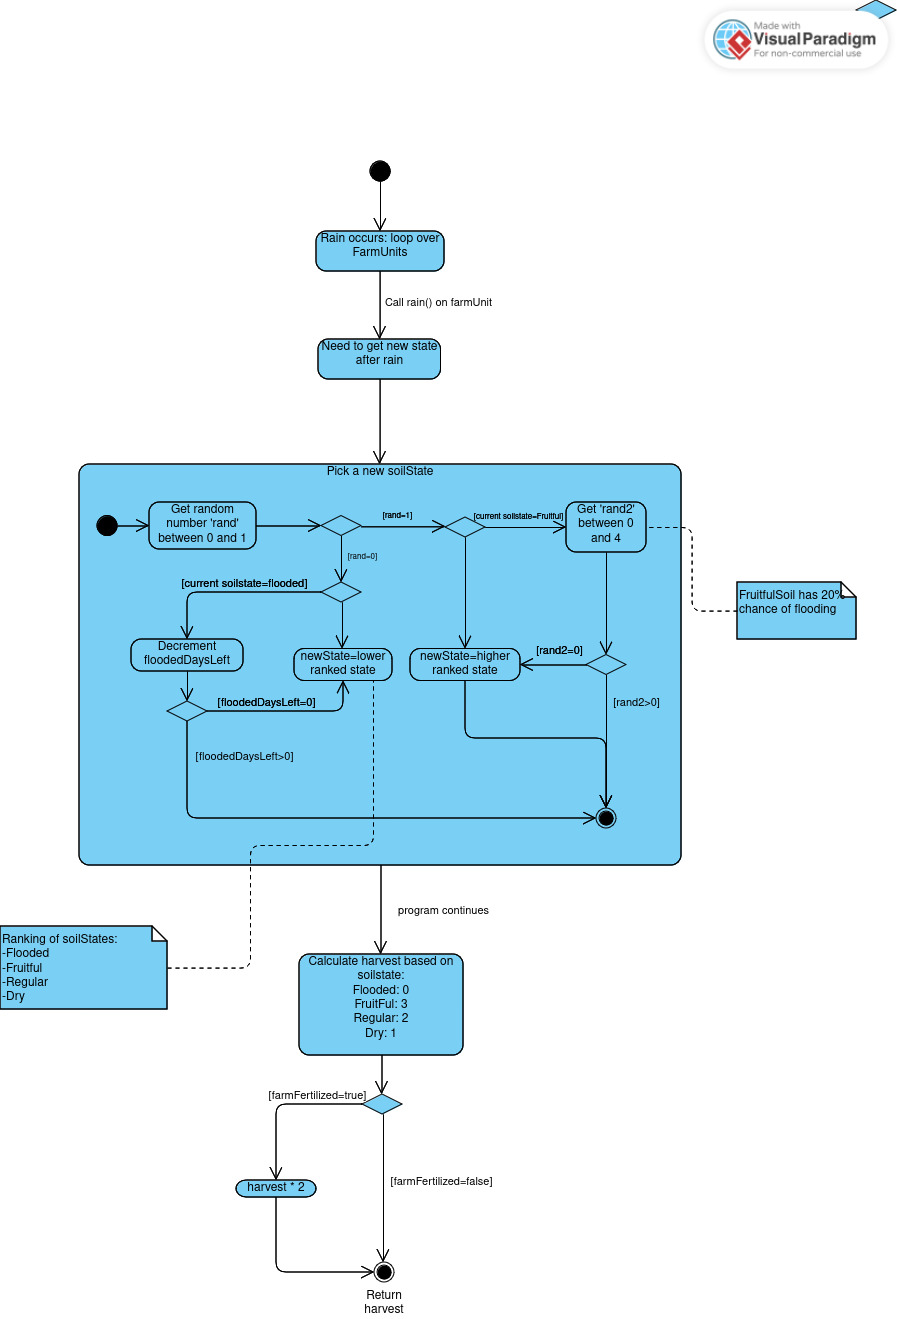 Made with
VisualParadigm
For non-commercial use
Rain occurs: loop over
FarmUnits
Call rain() on farmUnit
Need to get new state
after rain
Pick a new soilState
Get random
number 'rand'
between 0 and 1
[rand=1]
[current soilstate=Fruitful]
Get 'rand2'
between 0
and 4
[rand=0]
[current soilstate=flooded]
FruitfulSoil has 20%
chance of flooding
Decrement
floodedDaysLeft
newState=lower
ranked state
newState=higher
ranked state
[rand2=0]
[floodedDaysLeft=0]
[rand2>0]
[floodedDaysLeft>0]
program continues
Ranking of soilStates:
-Flooded
-Fruitful
-Regular
-Dry
Calculate harvest based on
soilstate:
Flooded: 0
FruitFul: 3
Regular: 2
Dry: 1
[farmFertilized=true]
harvest * 2
[farmFertilized=false]
Return
harvest